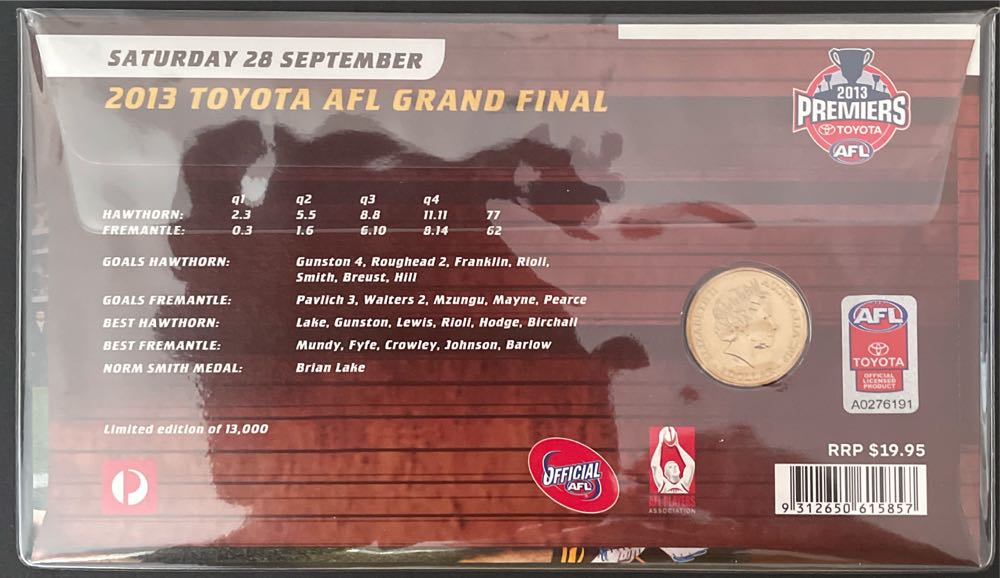 SATURDAY 28 SEPTEMBER
2013 TOYOTA AFL GRAND FINAL
2013
PREMIERS
TOYOTA
AFL
q1 q2 q3 q4
HAWTHORN: 2.3 5.5 8.8 11.11 77
FREMANTLE: 0.3 1.6 6.10 8.14 62
GOALS HAWTHORN: Gunston 4, Roughead 2, Franklin, Rioli,
Smith, Breust, Hill
GOALS FREMANTLE: Pavlich 3, Walters 2, Mzungu, Mayne, Pearce
BEST HAWTHORN: Lake, Gunston, Lewis, Rioli, Hodge, Birchall
BEST FREMANTLE: Mundy, Fyfe, Crowley, Johnson, Barlow
NORM SMITH MEDAL: Brian Lake
AFL
TOYOTA
OFFICIAL
LICENSED
PRODUCT
A0276191
Limited edition of 13,000
OFFICIAL
AFL
AFL PLAYERS
ASSOCIATION
RRP $19.95
9 312650 615857